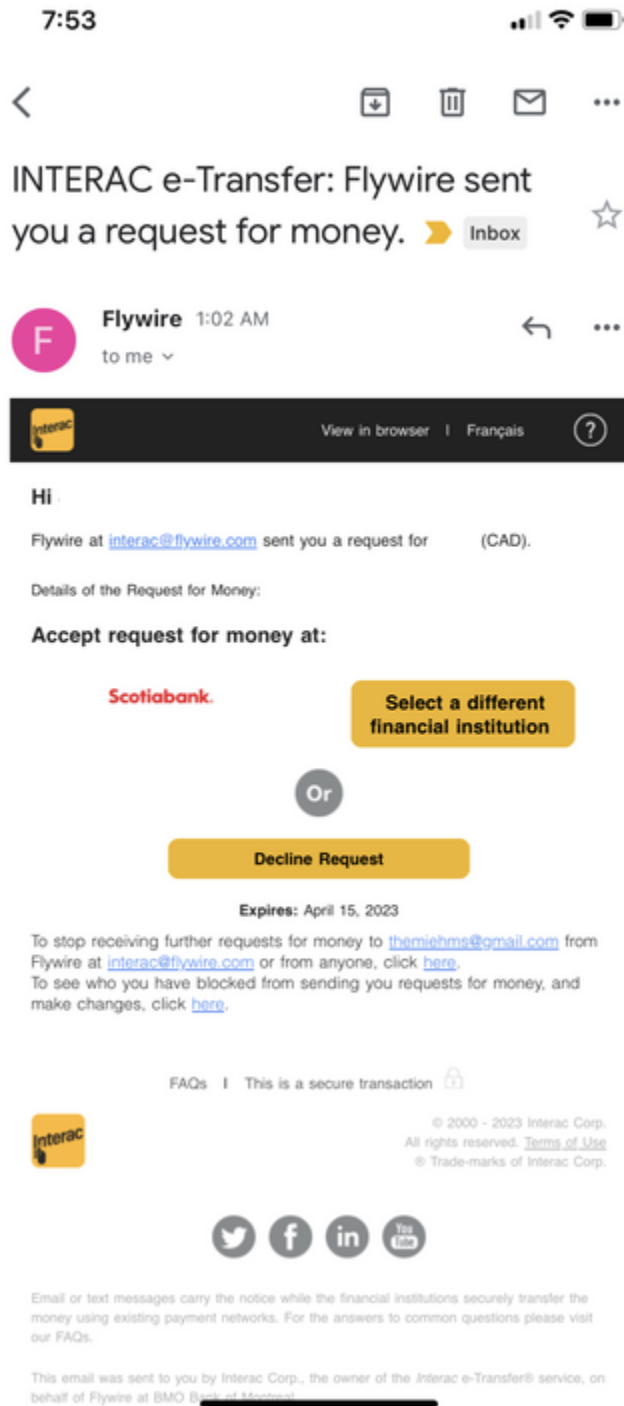 7:53
INTERAC e-Transfer: Flywire sent
you a request for money. Inbox
F
Flywire 1:02 AM
to me
Interac
View in browser | Français ?
Hi
Flywire at interac@flywire.com sent you a request for (CAD).
Details of the Request for Money:
Accept request for money at:
Scotiabank.
Select a different
financial institution
Or
Decline Request
Expires: April 15, 2023
To stop receiving further requests for money to themiehms@gmail.com from
Flywire at interac@flywire.com or from anyone, click here.
To see who you have blocked from sending you requests for money, and
make changes, click here.
FAQs | This is a secure transaction
Interac
© 2000 - 2023 Interac Corp.
All rights reserved. Terms of Use
® Trade-marks of Interac Corp.
You
Tube
Email or text messages carry the notice while the financial institutions securely transfer the
money using existing payment networks. For the answers to common questions please visit
our FAQs.
This email was sent to you by Interac Corp., the owner of the Interac e-Transfer® service, on
behalf of Flywire at BMO Bank of Montreal.